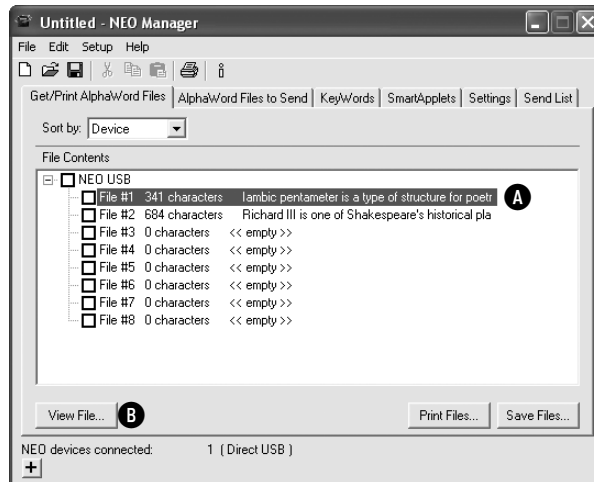 Untitled - NEO Manager
File Edit Setup Help
Get/Print AlphaWord Files AlphaWord Files to Send KeyWords SmartApplets Settings Send List
Sort by: Device
File Contents
NEO USB
File #1 341 characters Iambic pentameter is a type of structure for poetr A
File #2 684 characters Richard III is one of Shakespeare's historical pla
File #3 0 characters << empty >>
File #4 0 characters << empty >>
File #5 0 characters << empty >>
File #6 0 characters << empty >>
File #7 0 characters << empty >>
File #8 0 characters << empty >>
View File... B Print Files... Save Files...
NEO devices connected: 1 ( Direct USB )